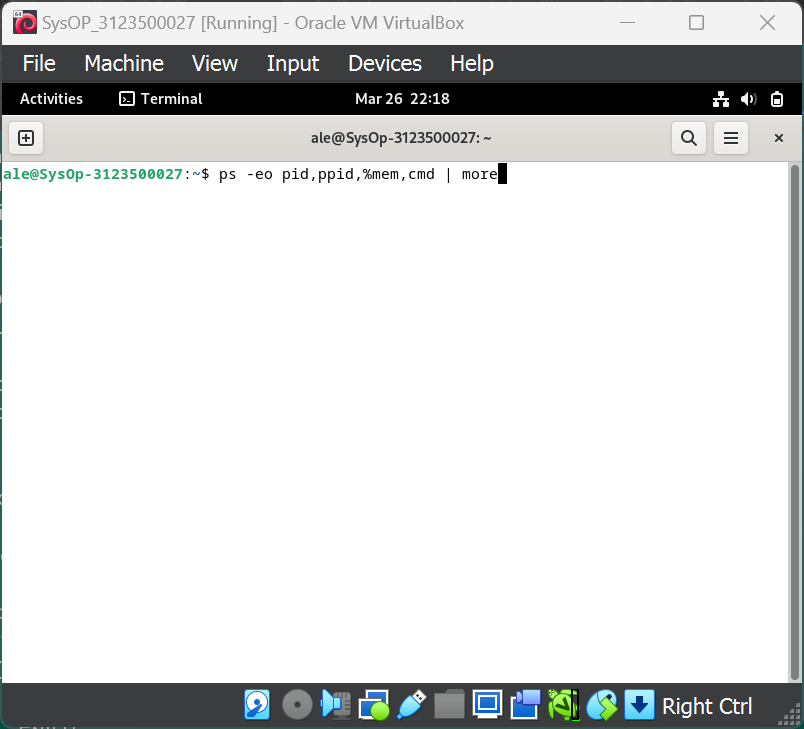 64
SysOP_3123500027 [Running] - Oracle VM VirtualBox
File Machine View Input Devices Help
Activities Terminal Mar 26 22:18
ale@SysOp-3123500027: ~
ale@SysOp-3123500027:~$ ps -eo pid,ppid,%mem,cmd | more
Right Ctrl